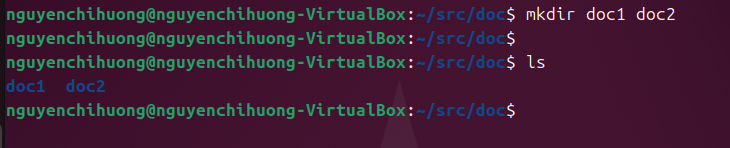 nguyenchihuong@nguyenchihuong-VirtualBox:~/src/doc$ mkdir doc1 doc2
nguyenchihuong@nguyenchihuong-VirtualBox:~/src/doc$
nguyenchihuong@nguyenchihuong-VirtualBox:~/src/doc$ ls
doc1  doc2
nguyenchihuong@nguyenchihuong-VirtualBox:~/src/doc$